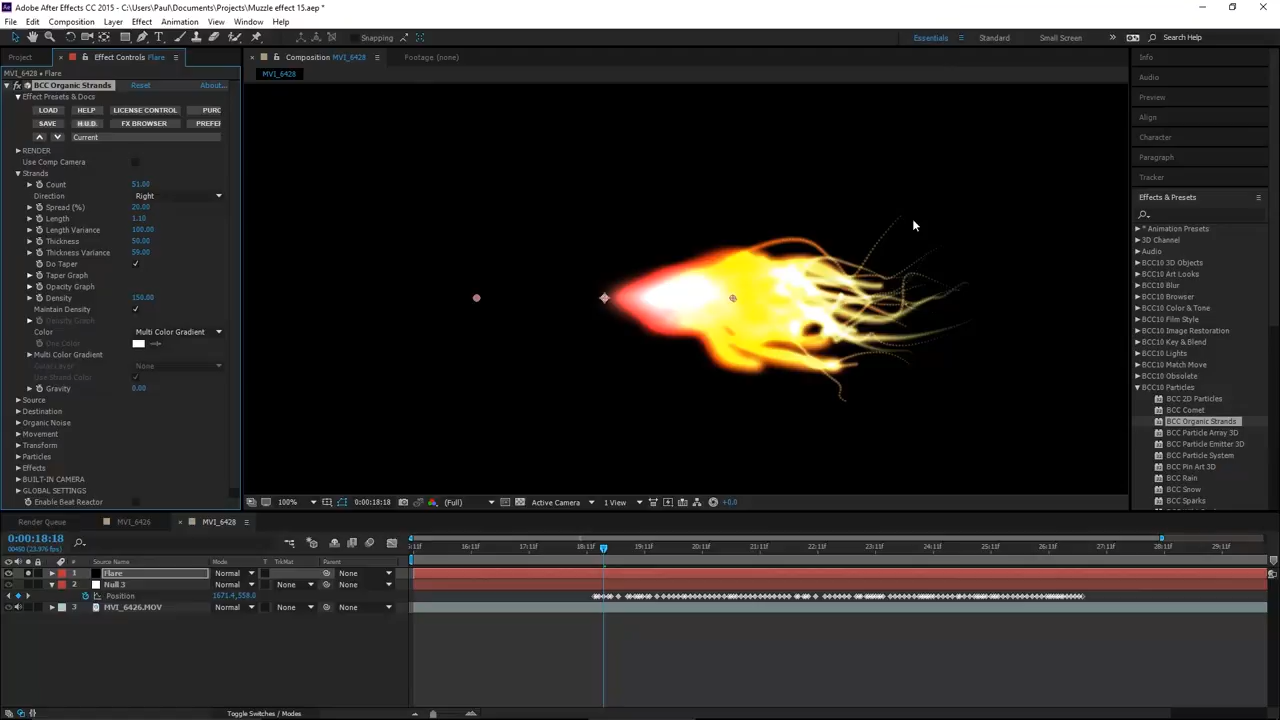 Adobe After Effects CC 2015 - C:\Users\Paul\Documents\Projects\Muzzle effect 15.aep *
File Edit Composition Layer Effect Animation View Window Help
Snapping Essentials Standard Small Screen Search Help
Project Effect Controls Flare Composition MVI_6428 Footage (none) Info
MVI_6428 • Flare MVI_6428
fx BCC Organic Strands Reset About... Audio
Effect Presets & Docs Preview
LOAD HELP LICENSE CONTROL PURC
SAVE H.U.D. FX BROWSER PREFER Align
Current Character
RENDER
Use Comp Camera Paragraph
Strands Tracker
Count 51.00
Direction Right Effects & Presets
Spread (%) 20.00
Length 1.10
Length Variance 100.00 * Animation Presets
Thickness 50.00 3D Channel
Thickness Variance 59.00 Audio
Do Taper BCC10 3D Objects
Taper Graph BCC10 Art Looks
Opacity Graph BCC10 Blur
Density 150.00 BCC10 Browser
Maintain Density BCC10 Color & Tone
Density Graph BCC10 Film Style
Color Multi Color Gradient BCC10 Image Restoration
One Color BCC10 Key & Blend
Multi Color Gradient BCC10 Lights
None BCC10 Match Move
Use Strand Color BCC10 Obsolete
Gravity 0.00 BCC10 Particles
Source BCC 2D Particles
Destination BCC Comet
Organic Noise BCC Organic Strands
Movement BCC Particle Array 3D
Transform BCC Particle Emitter 3D
Particles BCC Particle System
Effects BCC Pin Art 3D
BUILT-IN CAMERA BCC Rain
GLOBAL SETTINGS BCC Snow
Enable Beat Reactor 100% 0:00:18:18 (Full) Active Camera 1 View +0.0 BCC Sparks
Render Queue MVI_6426 MVI_6428
0:00:18:18
00450 (23.976 fps) 5:11f 16:11f 17:11f 18:11f 19:11f 20:11f 21:11f 22:11f 23:11f 24:11f 25:11f 26:11f 27:11f 28:11f 29:11f
# Source Name Mode T TrkMat Parent
1 Flare Normal None
2 Null 3 Normal None None
Position 1671.4,558.0
3 MVI_6426.MOV Normal None None
Toggle Switches / Modes